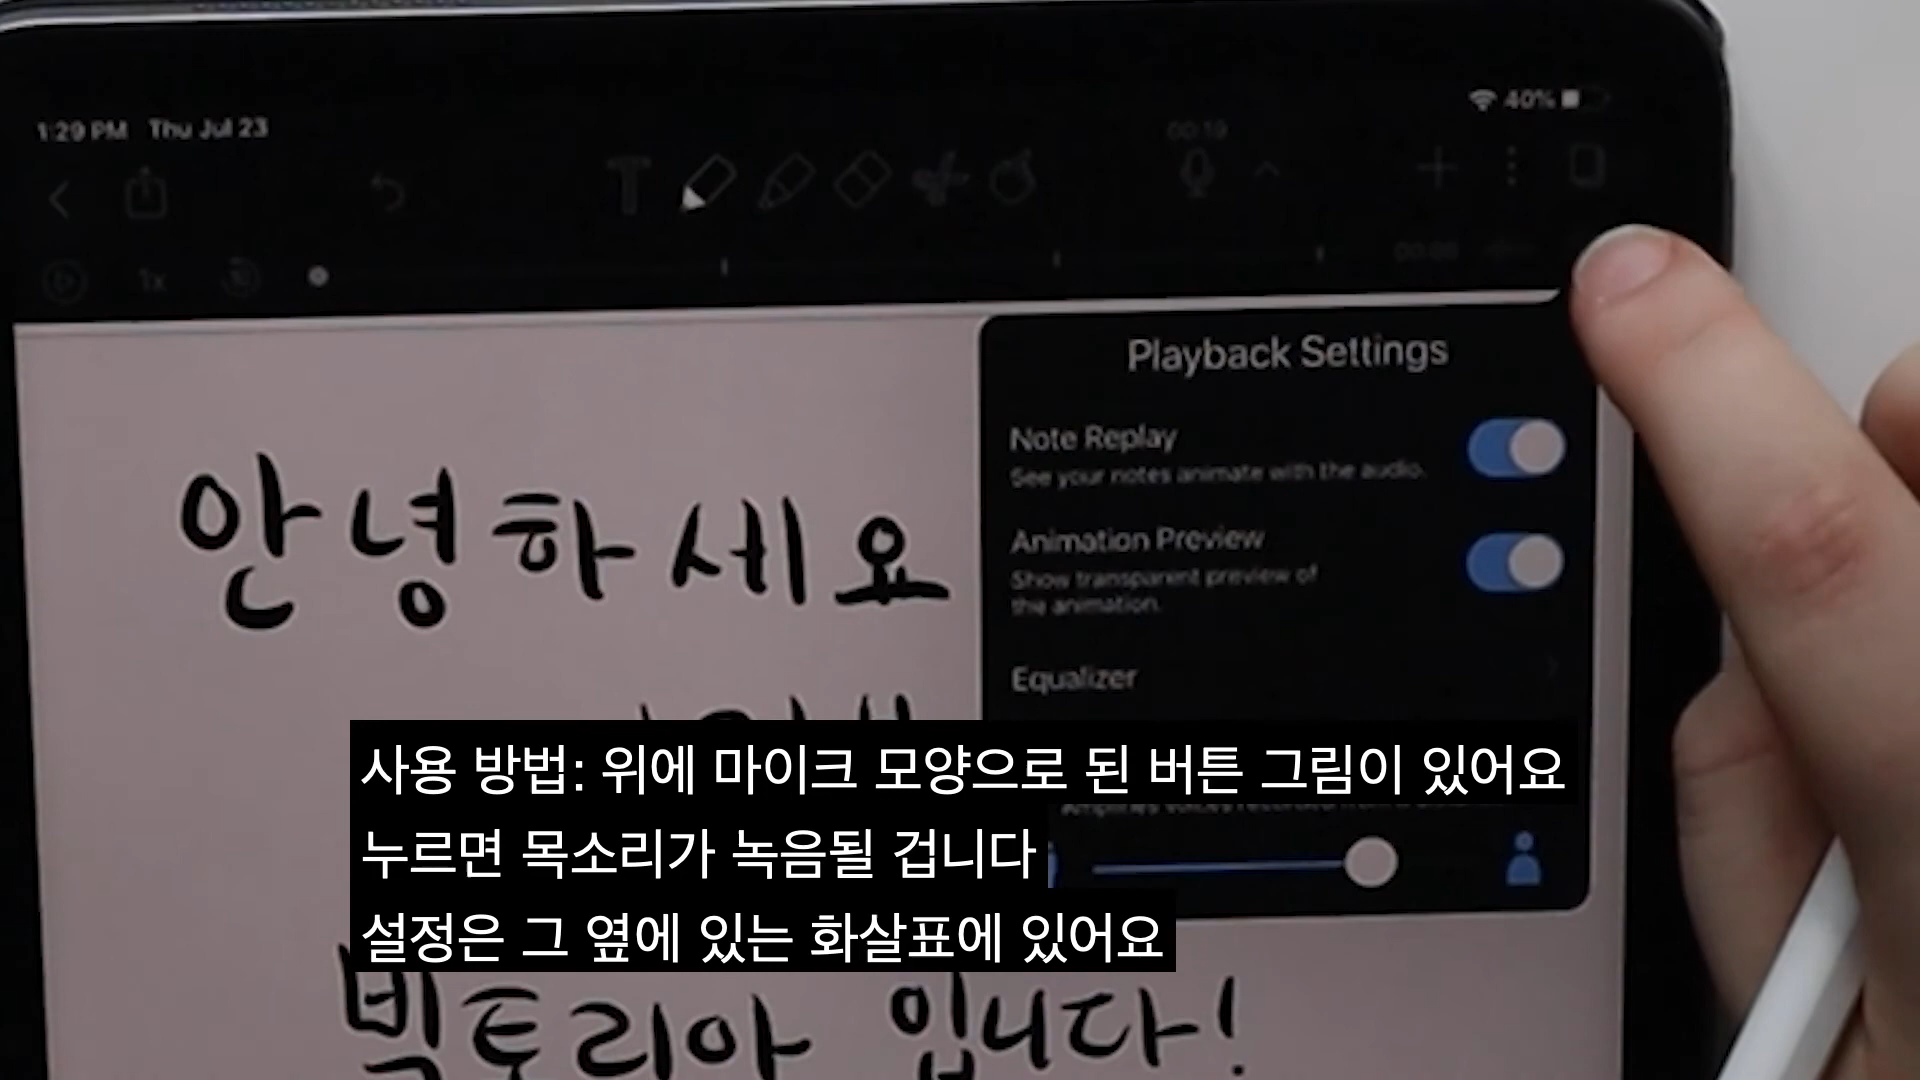 1:29 PM Thu Jul 23
40%
00:19
1x
Playback Settings
Note Replay
See your notes animate with the audio.
Animation Preview
Show transparent preview of
the animation.
Equalizer
안녕하세요
사용 방법: 위에 마이크 모양으로 된 버튼 그림이 있어요
누르면 목소리가 녹음될 겁니다
설정은 그 옆에 있는 화살표에 있어요
빅토리아 입니다!